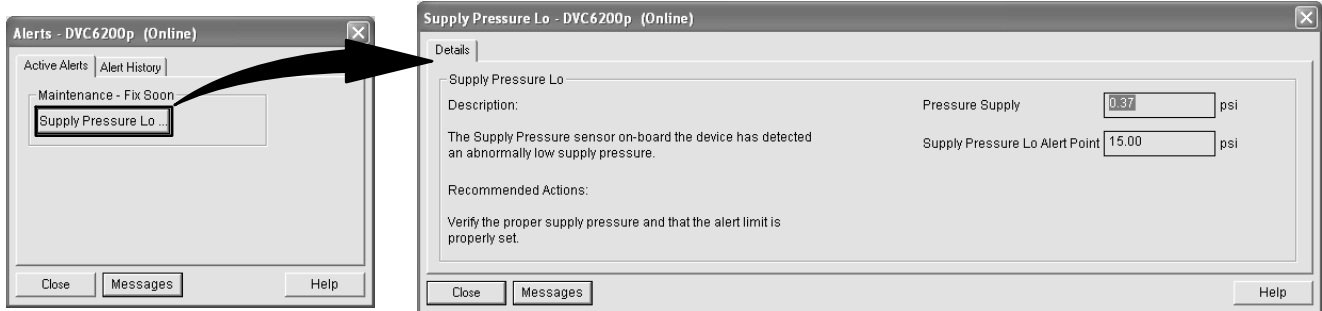 Alerts - DVC6200p (Online)
Active Alerts
Alert History
Maintenance - Fix Soon
Supply Pressure Lo ...
Close
Messages
Help
Supply Pressure Lo - DVC6200p (Online)
Details
Supply Pressure Lo
Description:
The Supply Pressure sensor on-board the device has detected
an abnormally low supply pressure.
Recommended Actions:
Verify the proper supply pressure and that the alert limit is
properly set.
Pressure Supply 0.37 psi
Supply Pressure Lo Alert Point 15.00 psi
Close
Messages
Help